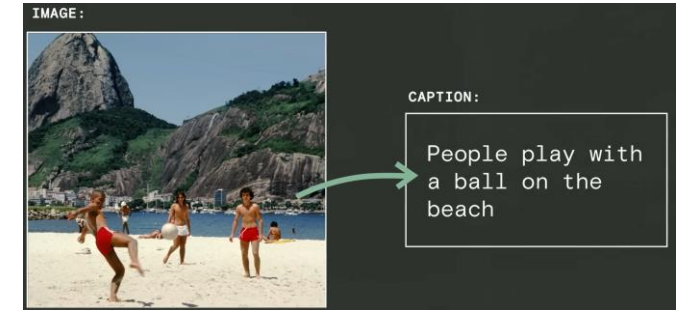 IMAGE:
CAPTION:
People play with
a ball on the
beach